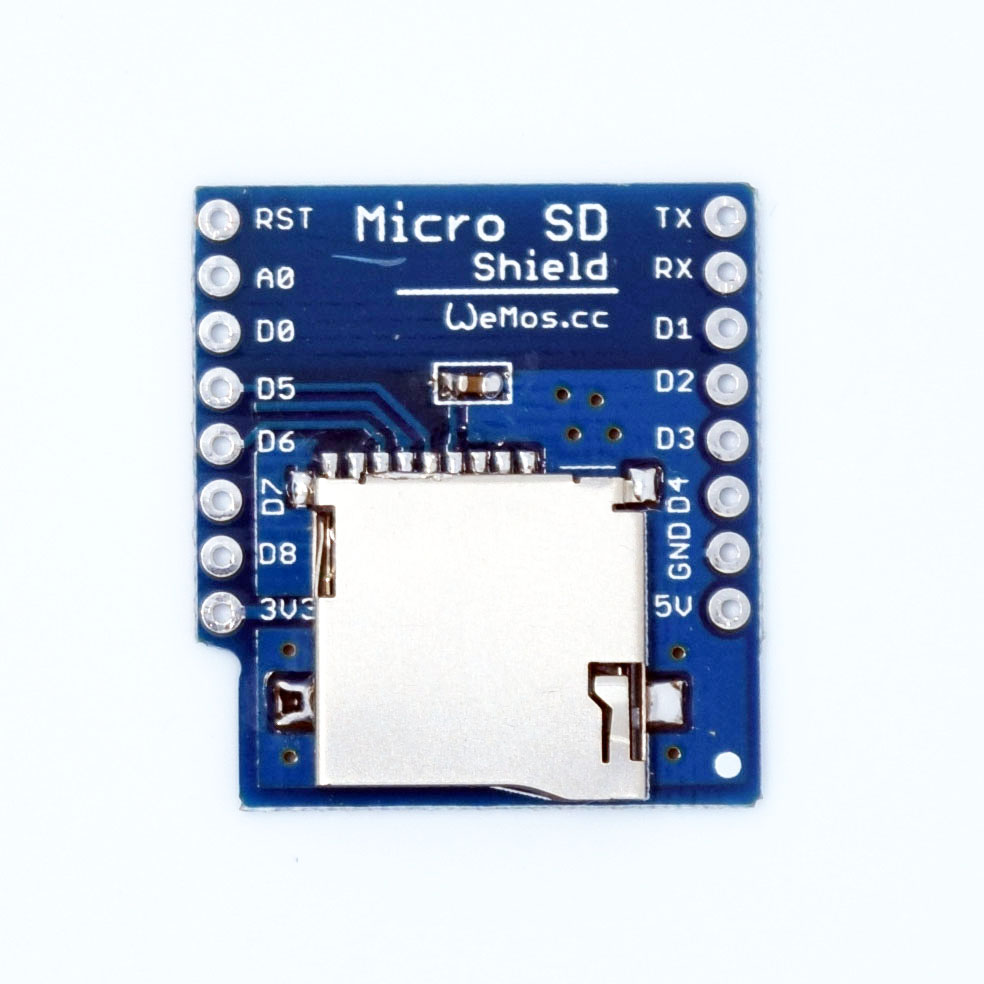 RST
Micro SD
TX
A0
Shield
RX
D0
WeMos.cc
D1
D5
D2
D6
D3
D7
D4
D8
GND
3V3
5V